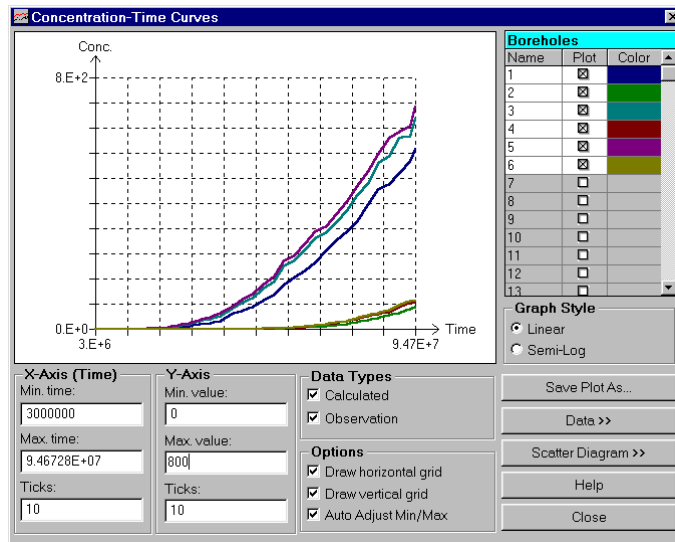 Concentration-Time Curves
Conc.
8.E+2
0.E+0
3.E+6
9.47E+7
Time
Boreholes
Name Plot Color
1
2
3
4
5
6
7
8
9
10
11
12
13
Graph Style
Linear
Semi-Log
X-Axis (Time)
Min. time:
3000000
Max. time:
9.46728E+07
Ticks:
10
Y-Axis
Min. value:
0
Max. value:
800
Ticks:
10
Data Types
Calculated
Observation
Options
Draw horizontal grid
Draw vertical grid
Auto Adjust Min/Max
Save Plot As...
Data >>
Scatter Diagram >>
Help
Close